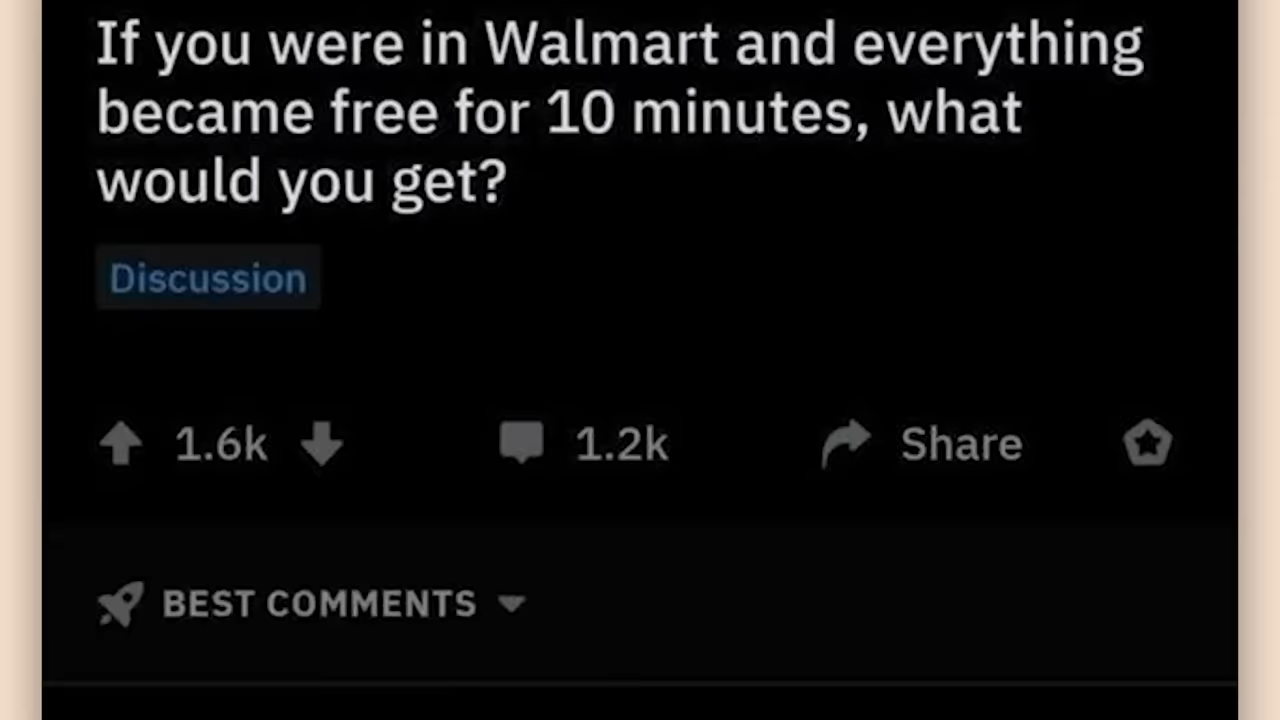 If you were in Walmart and everything
became free for 10 minutes, what
would you get?
Discussion
1.6k 1.2k Share
BEST COMMENTS